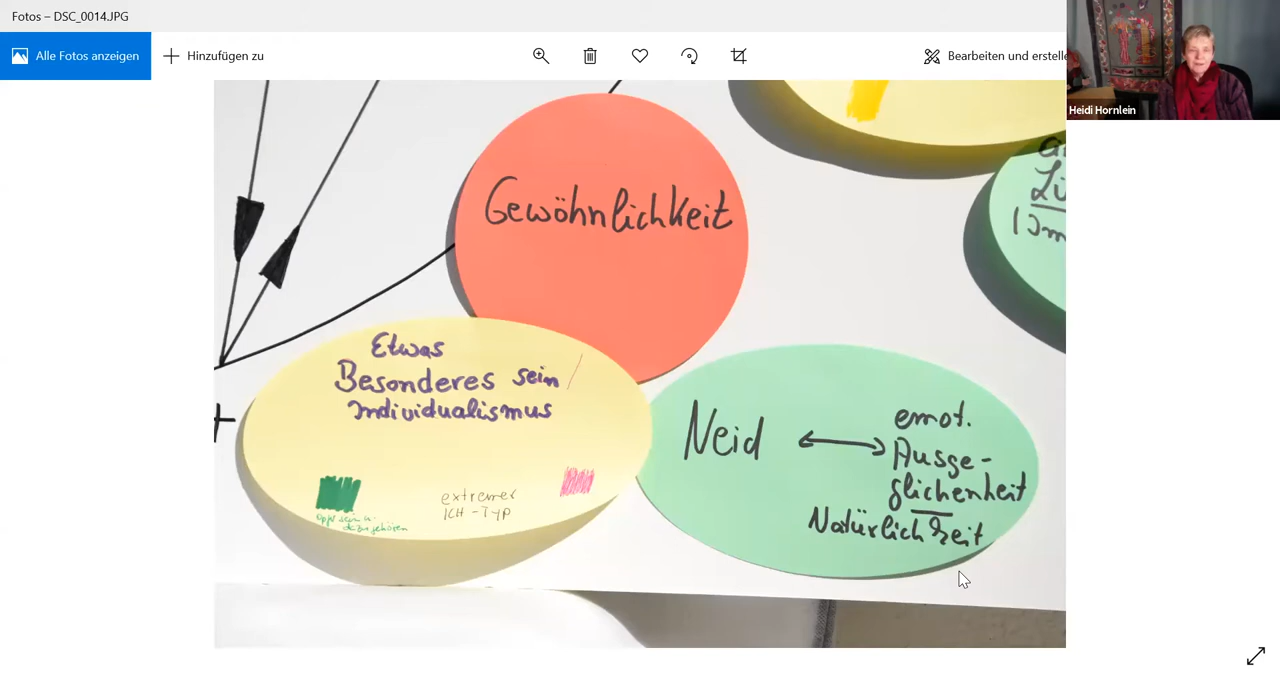 Fotos – DSC_0014.JPG
Alle Fotos anzeigen
Hinzufügen zu
Bearbeiten und erstelle
Heidi Hornlein
Gewöhnlichkeit
Etwas
Besonderes sein /
Individualismus
extremer
ICH - TYP
dazugehören
Neid ↔ emot.
Ausge-
glichenheit
Natürlichkeit
+